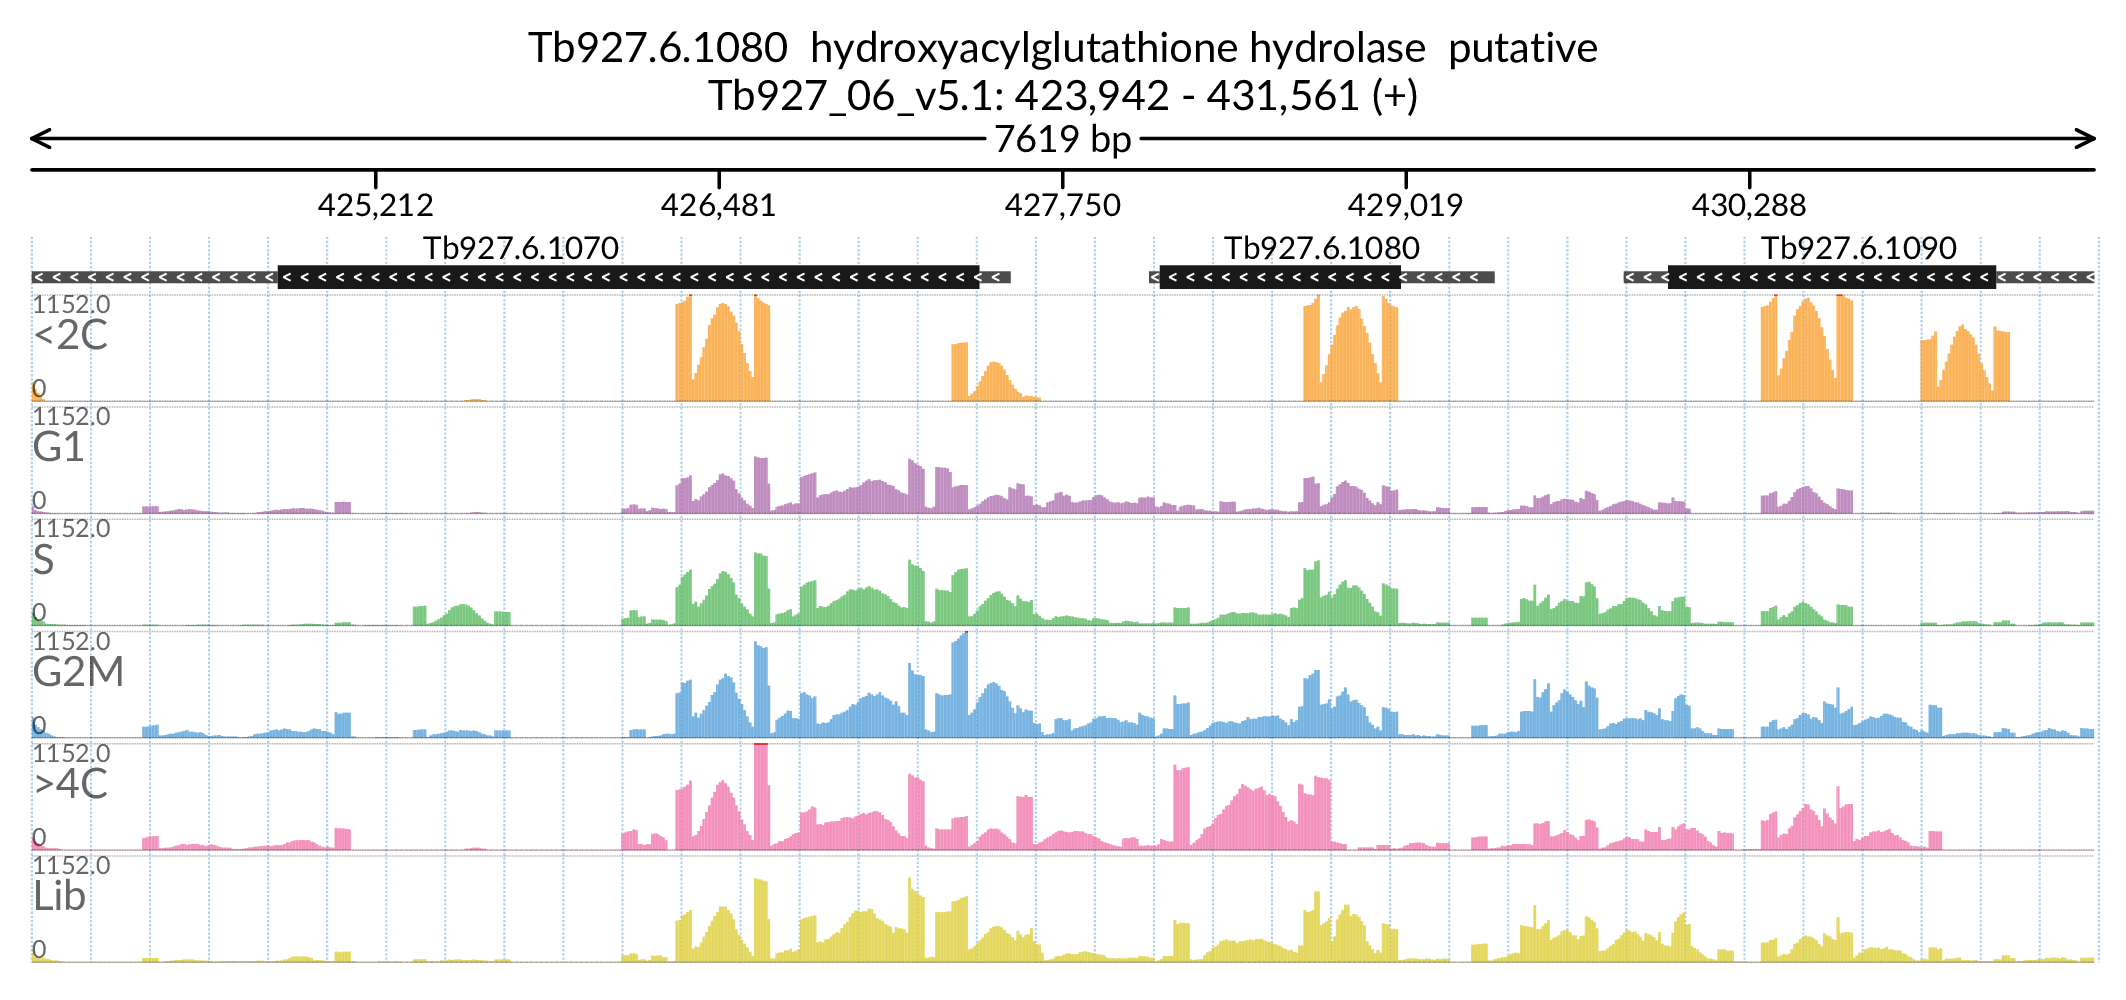 Tb927.6.1080  hydroxyacylglutathione hydrolase  putative
Tb927_06_v5.1: 423,942 - 431,561 (+)
7619 bp
425,212 426,481 427,750 429,019 430,288
Tb927.6.1070 Tb927.6.1080 Tb927.6.1090
1152.0
<2C
0
1152.0
G1
0
1152.0
S
0
1152.0
G2M
0
1152.0
>4C
0
1152.0
Lib
0